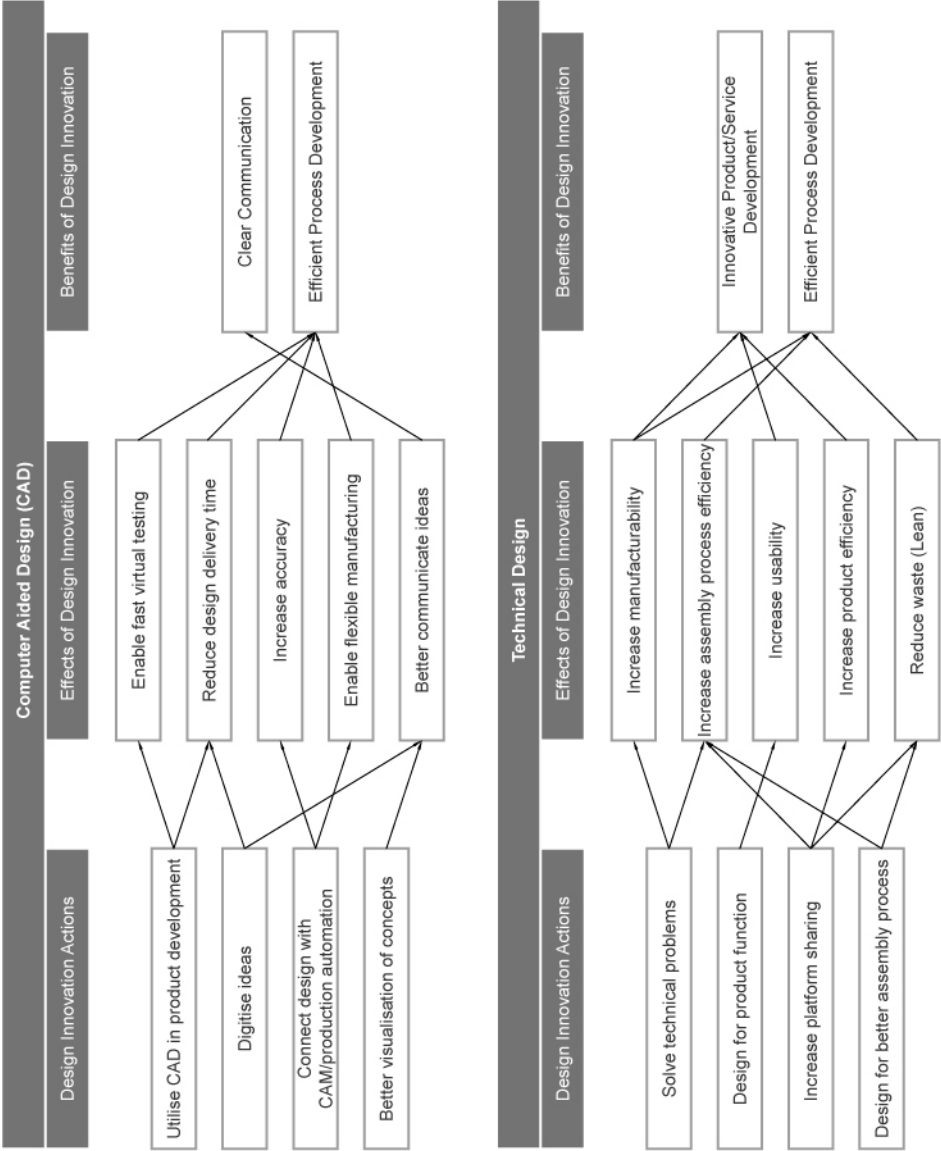 Computer Aided Design (CAD)
Design Innovation Actions
Effects of Design Innovation
Benefits of Design Innovation
Utilise CAD in product development
Digitise ideas
Connect design with
CAM/production automation
Better visualisation of concepts
Enable fast virtual testing
Reduce design delivery time
Increase accuracy
Enable flexible manufacturing
Better communicate ideas
Clear Communication
Efficient Process Development
Technical Design
Design Innovation Actions
Effects of Design Innovation
Benefits of Design Innovation
Solve technical problems
Design for product function
Increase platform sharing
Design for better assembly process
Increase manufacturability
Increase assembly process efficiency
Increase usability
Increase product efficiency
Reduce waste (Lean)
Innovative Product/Service
Development
Efficient Process Development